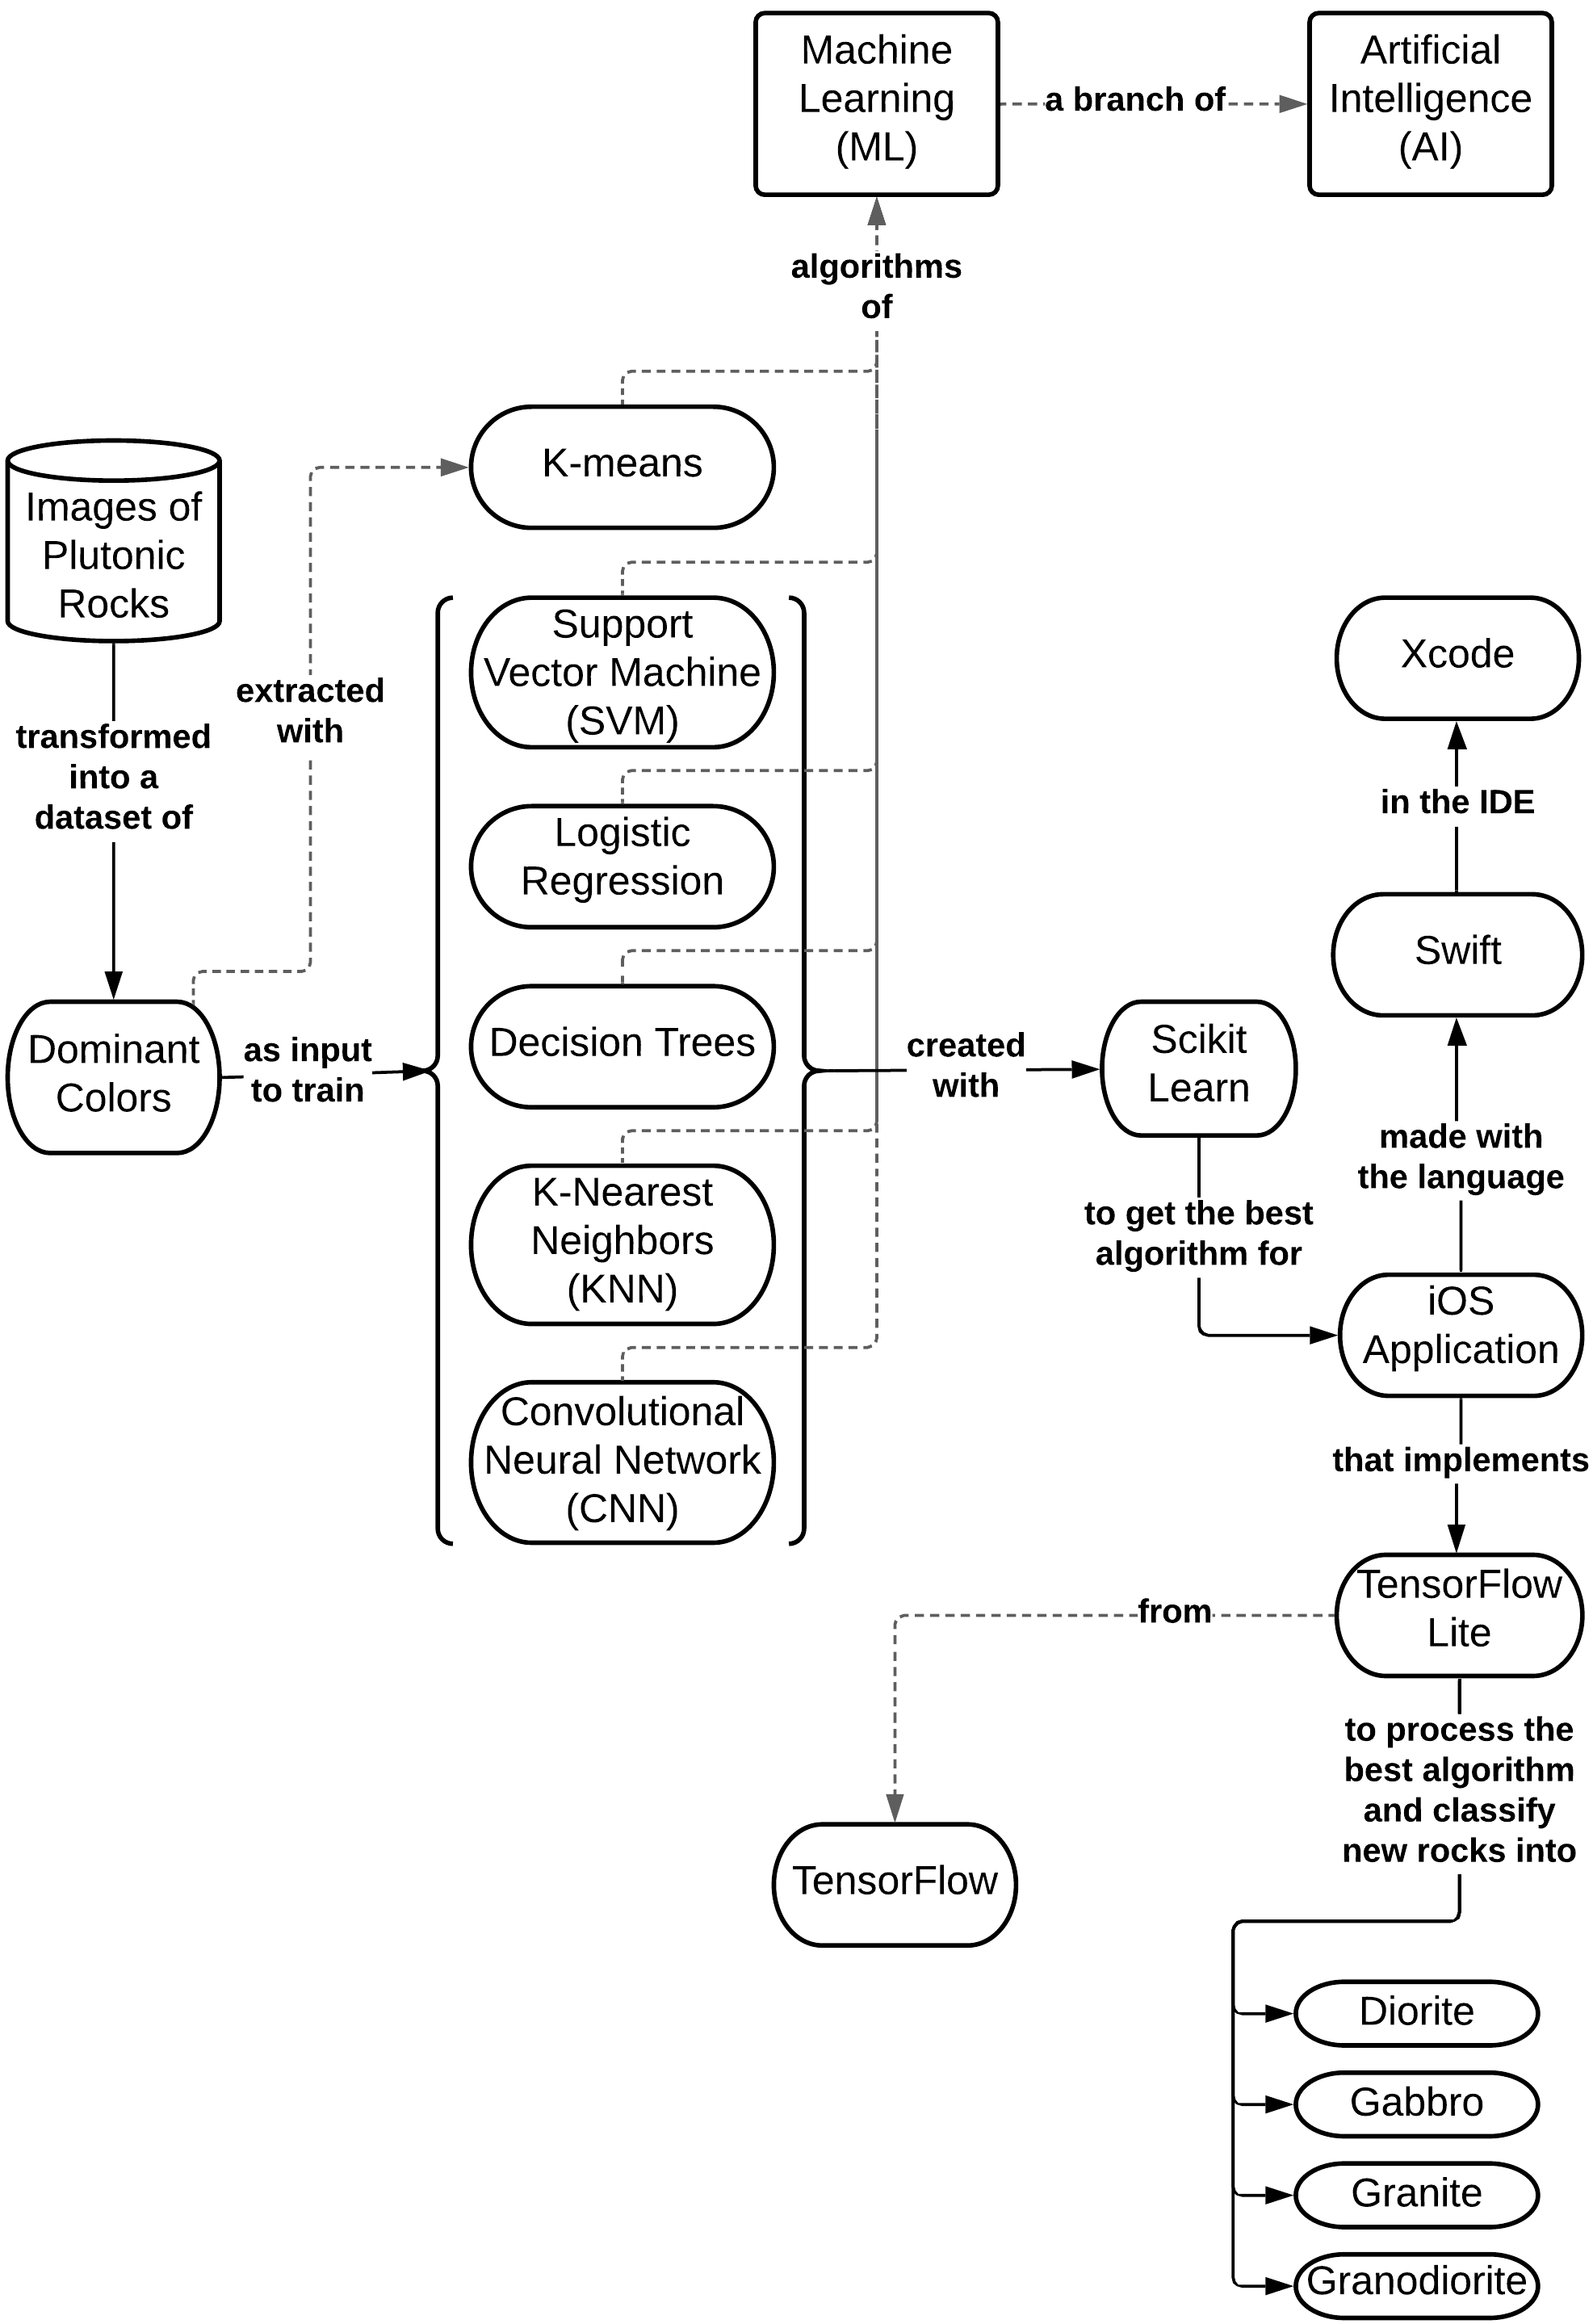 Machine
Learning
(ML)
a branch of
Artificial
Intelligence
(AI)
algorithms
of
K-means
Images of
Plutonic
Rocks
extracted
with
transformed
into a
dataset of
Support
Vector Machine
(SVM)
Logistic
Regression
Decision Trees
K-Nearest
Neighbors
(KNN)
Convolutional
Neural Network
(CNN)
Dominant
Colors
as input
to train
created
with
Scikit
Learn
Xcode
in the IDE
Swift
made with
the language
to get the best
algorithm for
iOS
Application
that implements
TensorFlow
Lite
from
TensorFlow
to process the
best algorithm
and classify
new rocks into
Diorite
Gabbro
Granite
Granodiorite